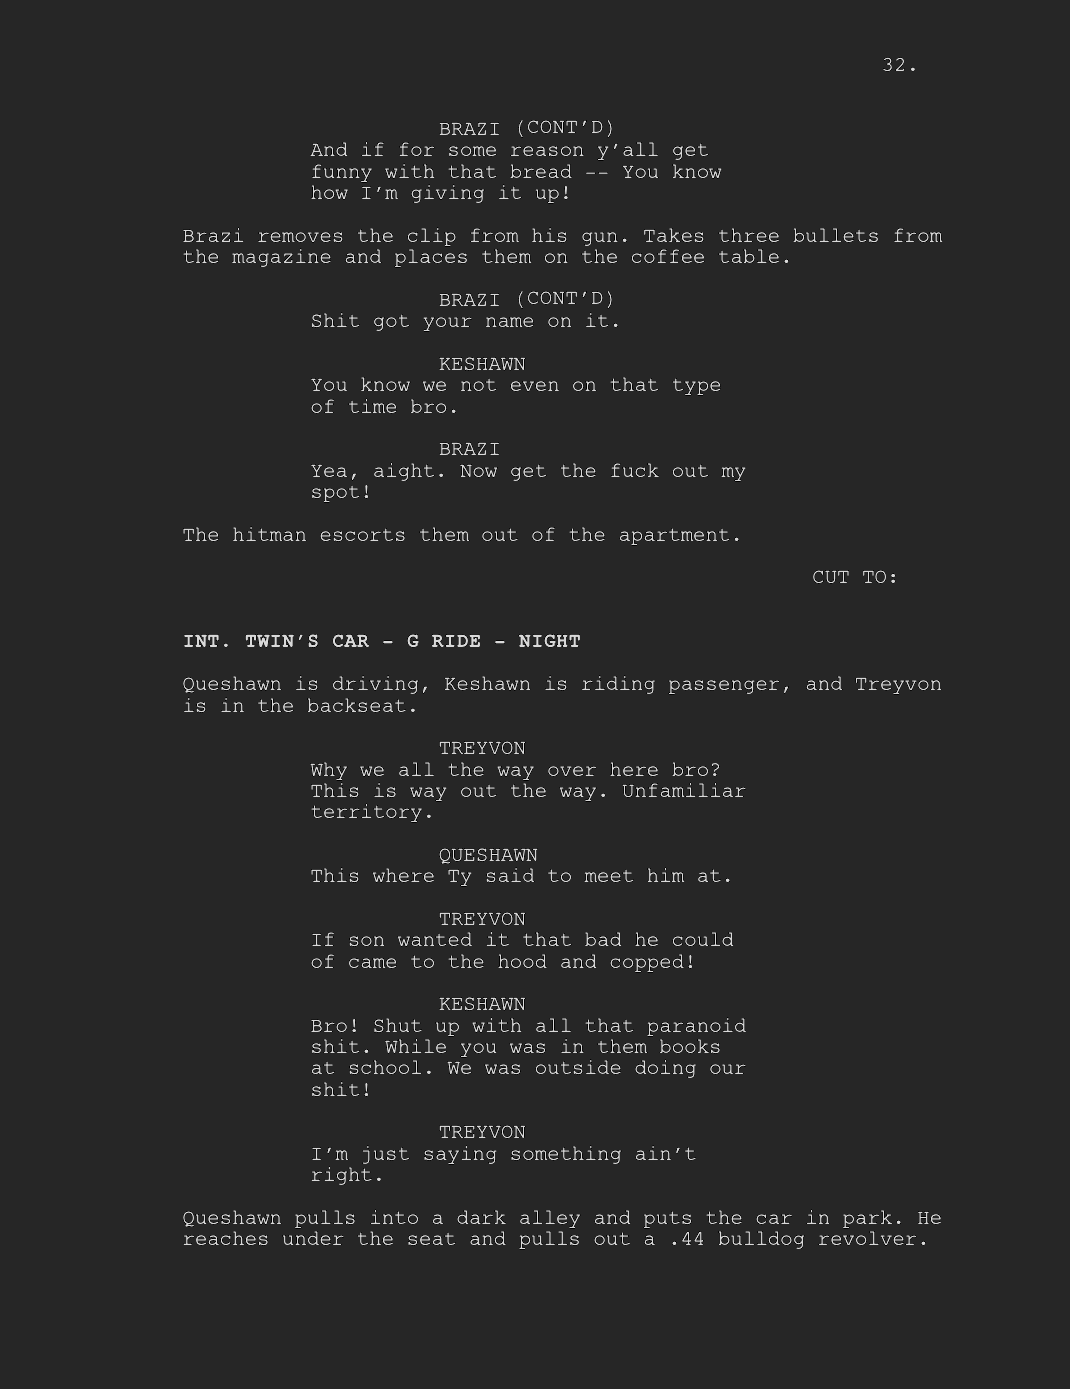 32.
BRAZI (CONT'D)
And if for some reason y'all get
funny with that bread -- You know
how I'm giving it up!
Brazi removes the clip from his gun. Takes three bullets from
the magazine and places them on the coffee table.
BRAZI (CONT'D)
Shit got your name on it.
KESHAWN
You know we not even on that type
of time bro.
BRAZI
Yea, aight. Now get the fuck out my
spot!
The hitman escorts them out of the apartment.
CUT TO:
INT. TWIN'S CAR - G RIDE - NIGHT
Queshawn is driving, Keshawn is riding passenger, and Treyvon
is in the backseat.
TREYVON
Why we all the way over here bro?
This is way out the way. Unfamiliar
territory.
QUESHAWN
This where Ty said to meet him at.
TREYVON
If son wanted it that bad he could
of came to the hood and copped!
KESHAWN
Bro! Shut up with all that paranoid
shit. While you was in them books
at school. We was outside doing our
shit!
TREYVON
I'm just saying something ain't
right.
Queshawn pulls into a dark alley and puts the car in park. He
reaches under the seat and pulls out a .44 bulldog revolver.